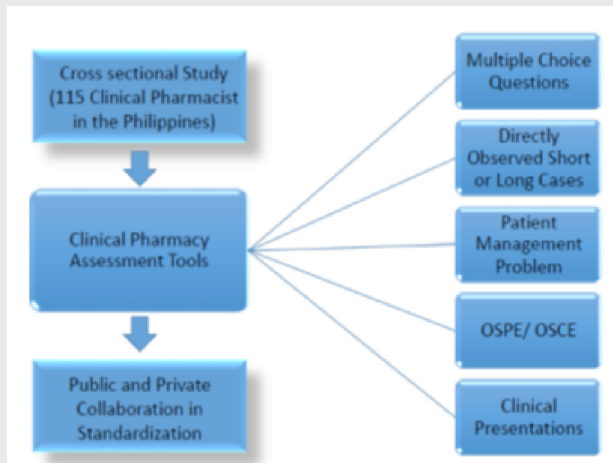 Cross sectional Study
(115 Clinical Pharmacist
in the Philippines)
Clinical Pharmacy
Assessment Tools
Public and Private
Collaboration in
Standardization
Multiple Choice
Questions
Directly
Observed Short
or Long Cases
Patient
Management
Problem
OSPE/ OSCE
Clinical
Presentations